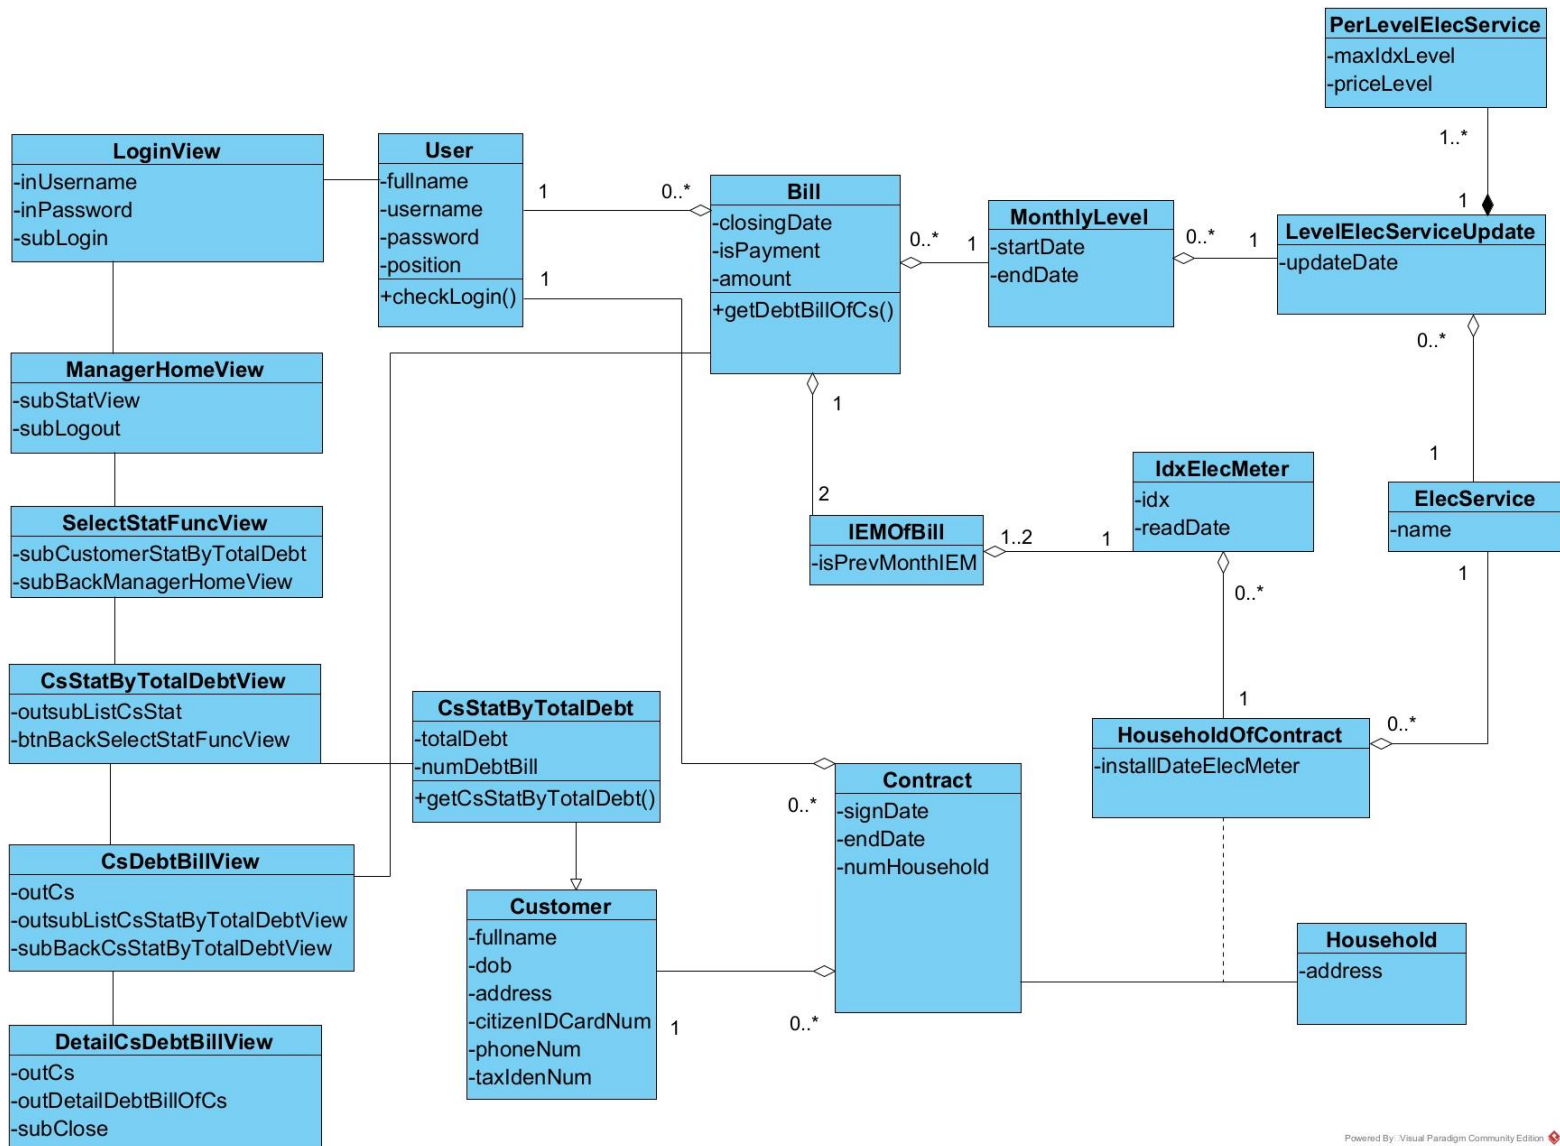 PerLevelElecService
-maxIdxLevel
-priceLevel
1..*
1
LoginView
-inUsername
-inPassword
-subLogin
User
-fullname
-username
-password
-position
+checkLogin()
1
0..*
1
Bill
-closingDate
-isPayment
-amount
+getDebtBillOfCs()
0..*
1
MonthlyLevel
-startDate
-endDate
0..*
1
LevelElecServiceUpdate
-updateDate
0..*
1
ManagerHomeView
-subStatView
-subLogout
1
2
IdxElecMeter
-idx
-readDate
ElecService
-name
1
SelectStatFuncView
-subCustomerStatByTotalDebt
-subBackManagerHomeView
IEMOfBill
-isPrevMonthIEM
1..2
1
0..*
1
CsStatByTotalDebtView
-outsubListCsStat
-btnBackSelectStatFuncView
CsStatByTotalDebt
-totalDebt
-numDebtBill
+getCsStatByTotalDebt()
HouseholdOfContract
-installDateElecMeter
0..*
0..*
Contract
-signDate
-endDate
-numHousehold
CsDebtBillView
-outCs
-outsubListCsStatByTotalDebtView
-subBackCsStatByTotalDebtView
Customer
-fullname
-dob
-address
-citizenIDCardNum
-phoneNum
-taxIdenNum
1
0..*
Household
-address
DetailCsDebtBillView
-outCs
-outDetailDebtBillOfCs
-subClose
Powered By Visual Paradigm Community Edition